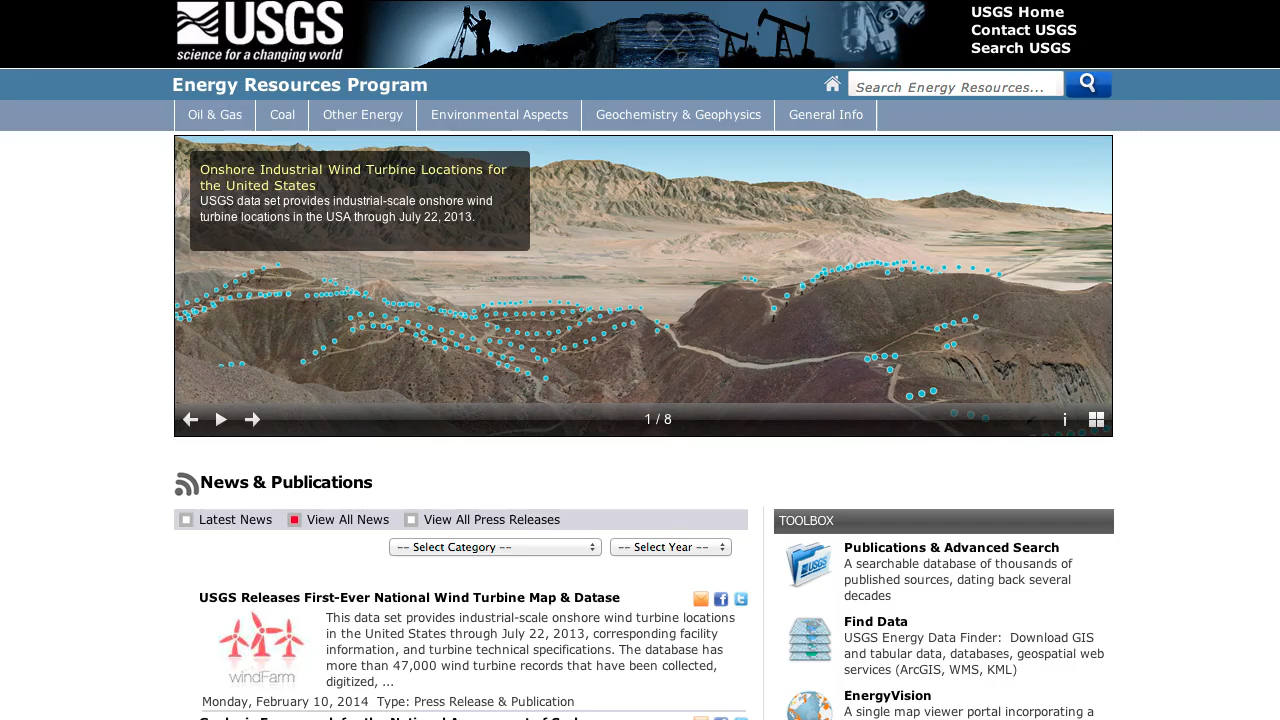 USGS
science for a changing world
USGS Home
Contact USGS
Search USGS
Energy Resources Program
Search Energy Resources...
Oil & Gas
Coal
Other Energy
Environmental Aspects
Geochemistry & Geophysics
General Info
Onshore Industrial Wind Turbine Locations for
the United States
USGS data set provides industrial-scale onshore wind
turbine locations in the USA through July 22, 2013.
1 / 8
i
News & Publications
Latest News
View All News
View All Press Releases
-- Select Category --
-- Select Year --
USGS Releases First-Ever National Wind Turbine Map & Datase
windFarm
This data set provides industrial-scale onshore wind turbine locations
in the United States through July 22, 2013, corresponding facility
information, and turbine technical specifications. The database has
more than 47,000 wind turbine records that have been collected,
digitized, ...
Monday, February 10, 2014 Type: Press Release & Publication
TOOLBOX
USGS
Publications & Advanced Search
A searchable database of thousands of
published sources, dating back several
decades
Find Data
USGS Energy Data Finder: Download GIS
and tabular data, databases, geospatial web
services (ArcGIS, WMS, KML)
EnergyVision
A single map viewer portal incorporating a